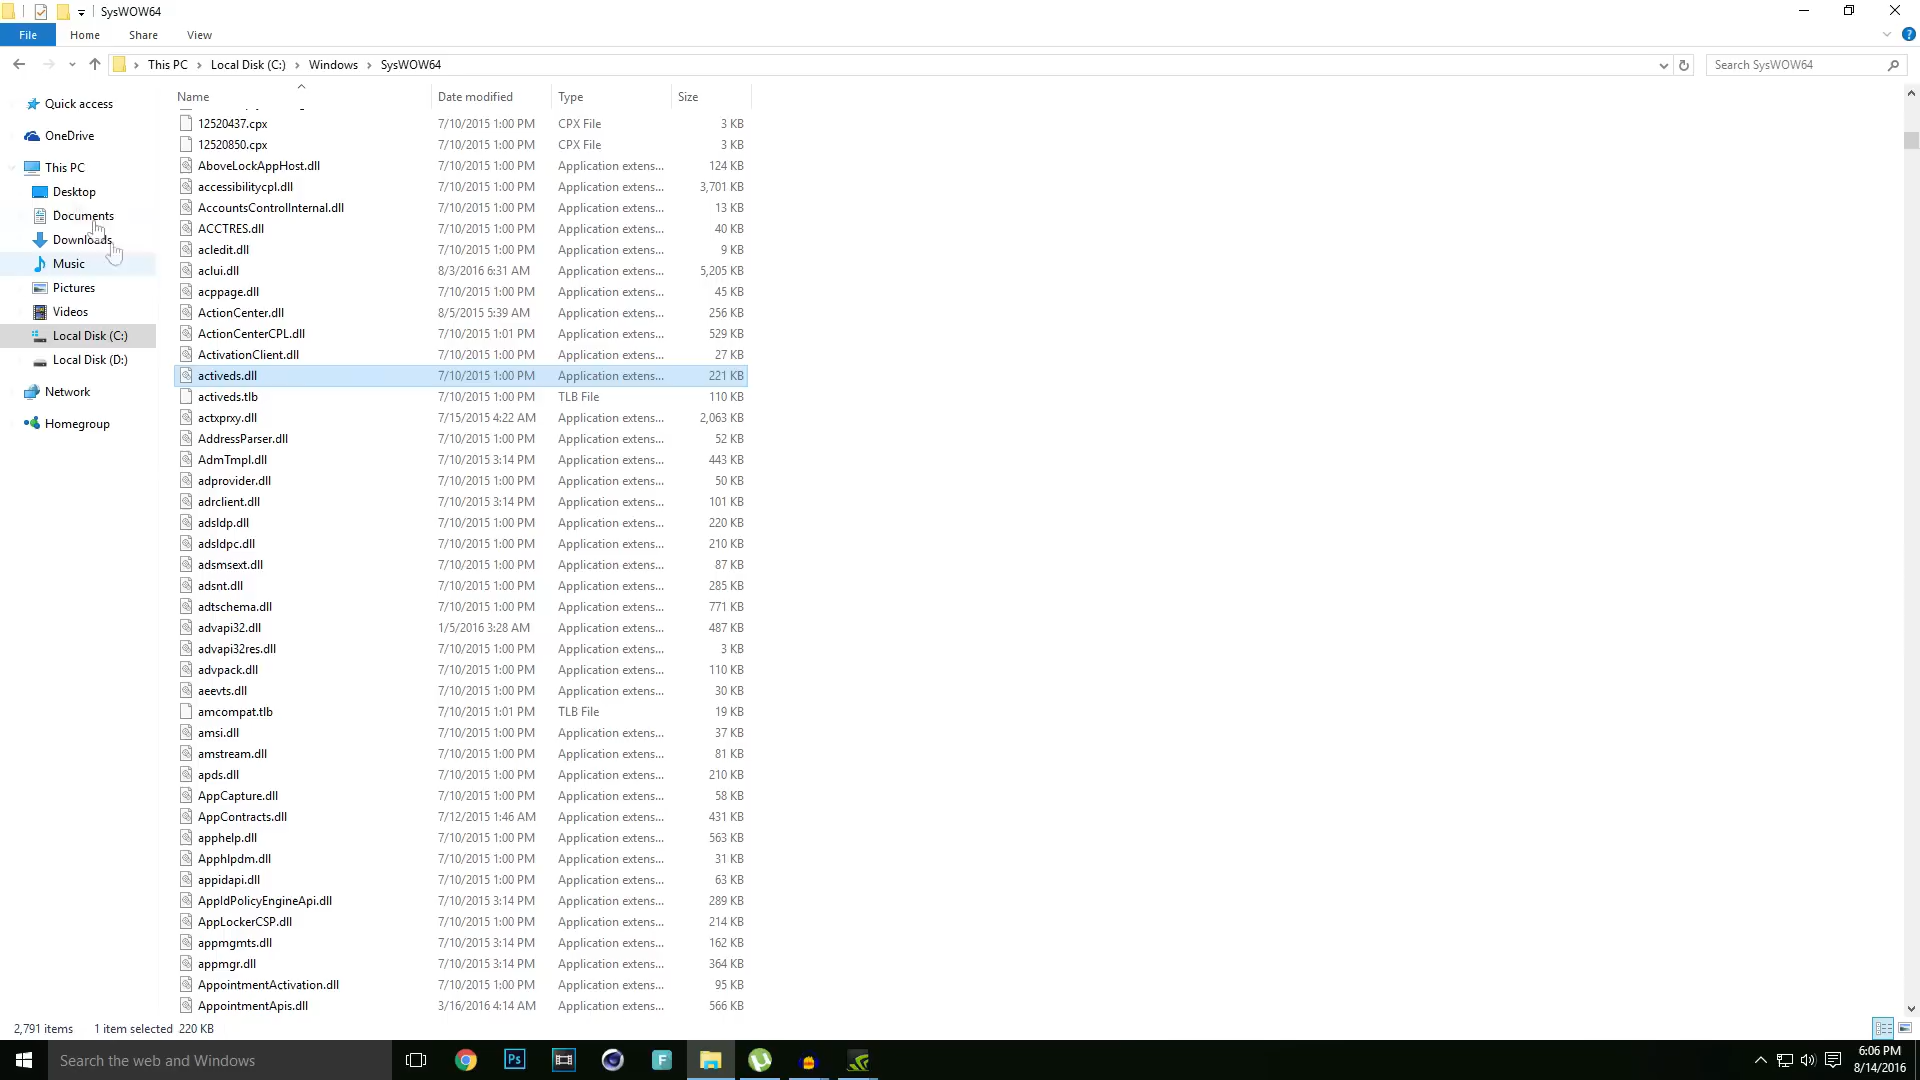 SysWOW64
File Home Share View
This PC Local Disk (C:) Windows SysWOW64
Search SysWOW64
Quick access
OneDrive
This PC
Desktop
Documents
Downloads
Music
Pictures
Videos
Local Disk (C:)
Local Disk (D:)
Network
Homegroup
Name Date modified Type Size
12520437.cpx 7/10/2015 1:00 PM CPX File 3 KB
12520850.cpx 7/10/2015 1:00 PM CPX File 3 KB
AboveLockAppHost.dll 7/10/2015 1:00 PM Application extens... 124 KB
accessibilitycpl.dll 7/10/2015 1:00 PM Application extens... 3,701 KB
AccountsControlInternal.dll 7/10/2015 1:00 PM Application extens... 13 KB
ACCTRES.dll 7/10/2015 1:00 PM Application extens... 40 KB
acledit.dll 7/10/2015 1:00 PM Application extens... 9 KB
aclui.dll 8/3/2016 6:31 AM Application extens... 5,205 KB
acppage.dll 7/10/2015 1:00 PM Application extens... 45 KB
ActionCenter.dll 8/5/2015 5:39 AM Application extens... 256 KB
ActionCenterCPL.dll 7/10/2015 1:01 PM Application extens... 529 KB
ActivationClient.dll 7/10/2015 1:00 PM Application extens... 27 KB
activeds.dll 7/10/2015 1:00 PM Application extens... 221 KB
activeds.tlb 7/10/2015 1:00 PM TLB File 110 KB
actxprxy.dll 7/15/2015 4:22 AM Application extens... 2,063 KB
AddressParser.dll 7/10/2015 1:00 PM Application extens... 52 KB
AdmTmpl.dll 7/10/2015 3:14 PM Application extens... 443 KB
adprovider.dll 7/10/2015 1:00 PM Application extens... 50 KB
adrclient.dll 7/10/2015 3:14 PM Application extens... 101 KB
adsldp.dll 7/10/2015 1:00 PM Application extens... 220 KB
adsldpc.dll 7/10/2015 1:00 PM Application extens... 210 KB
adsmsext.dll 7/10/2015 1:00 PM Application extens... 87 KB
adsnt.dll 7/10/2015 1:00 PM Application extens... 285 KB
adtschema.dll 7/10/2015 1:00 PM Application extens... 771 KB
advapi32.dll 1/5/2016 3:28 AM Application extens... 487 KB
advapi32res.dll 7/10/2015 1:00 PM Application extens... 3 KB
advpack.dll 7/10/2015 1:00 PM Application extens... 110 KB
aeevts.dll 7/10/2015 1:00 PM Application extens... 30 KB
amcompat.tlb 7/10/2015 1:01 PM TLB File 19 KB
amsi.dll 7/10/2015 1:00 PM Application extens... 37 KB
amstream.dll 7/10/2015 1:00 PM Application extens... 81 KB
apds.dll 7/10/2015 1:00 PM Application extens... 210 KB
AppCapture.dll 7/10/2015 1:00 PM Application extens... 58 KB
AppContracts.dll 7/12/2015 1:46 AM Application extens... 431 KB
apphelp.dll 7/10/2015 1:00 PM Application extens... 563 KB
Apphlpdm.dll 7/10/2015 1:00 PM Application extens... 31 KB
appidapi.dll 7/10/2015 1:00 PM Application extens... 63 KB
AppIdPolicyEngineApi.dll 7/10/2015 3:14 PM Application extens... 289 KB
AppLockerCSP.dll 7/10/2015 1:00 PM Application extens... 214 KB
appmgmts.dll 7/10/2015 3:14 PM Application extens... 162 KB
appmgr.dll 7/10/2015 3:14 PM Application extens... 364 KB
AppointmentActivation.dll 7/10/2015 1:00 PM Application extens... 95 KB
AppointmentApis.dll 3/16/2016 4:14 AM Application extens... 566 KB
2,791 items 1 item selected 220 KB
Search the web and Windows
Ps
F
6:06 PM
8/14/2016